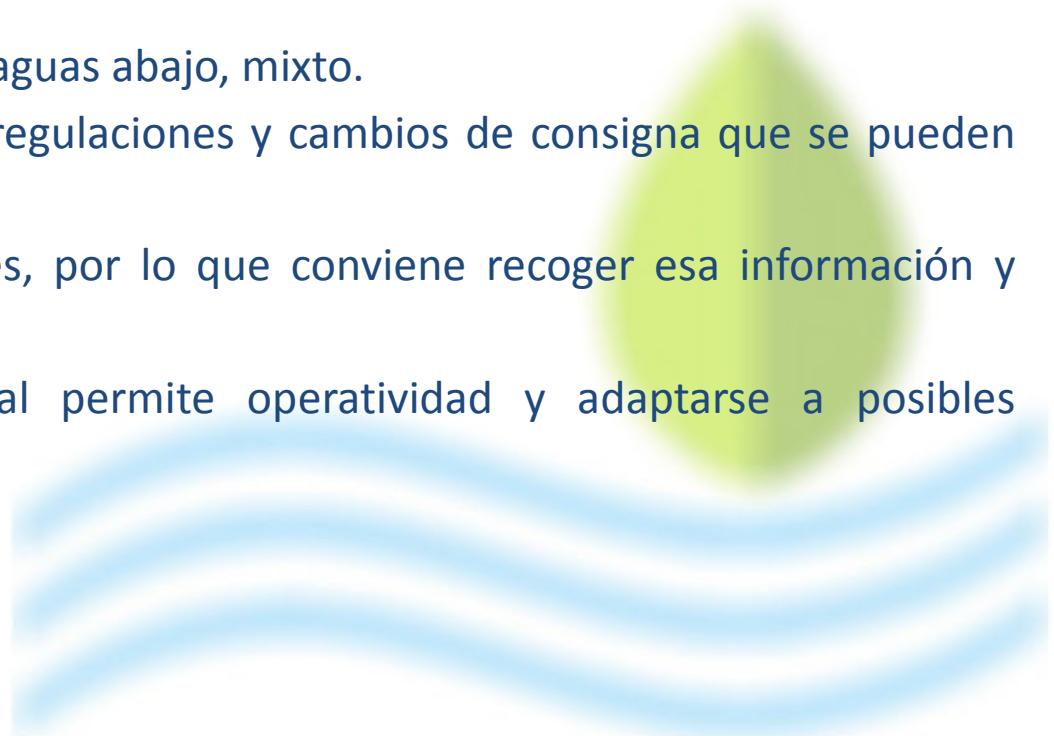 aguas abajo, mixto.
regulaciones y cambios de consigna que se pueden
es, por lo que conviene recoger esa información y
al permite operatividad y adaptarse a posibles